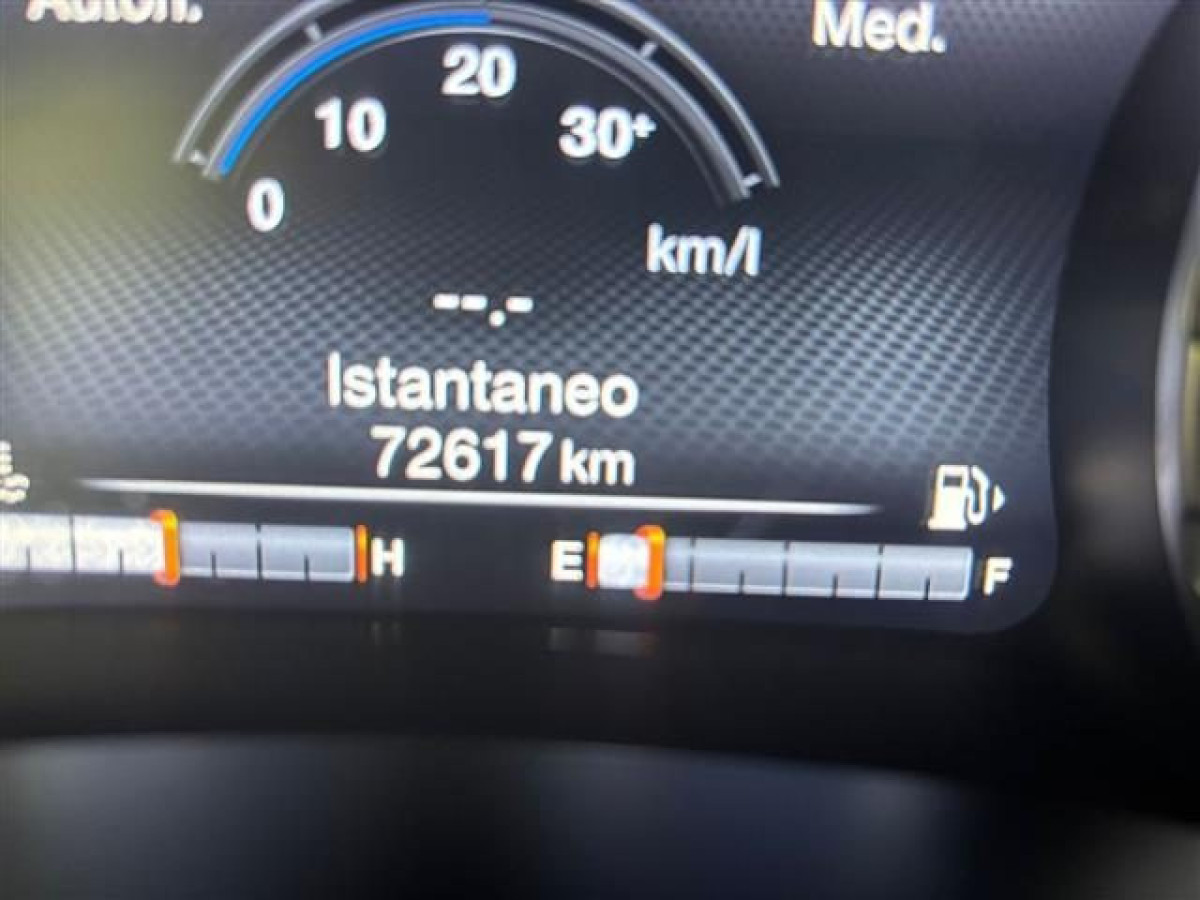 Auton.
Med.
0 10 20 30+
km/l
--.-
Istantaneo
72617 km
H E F